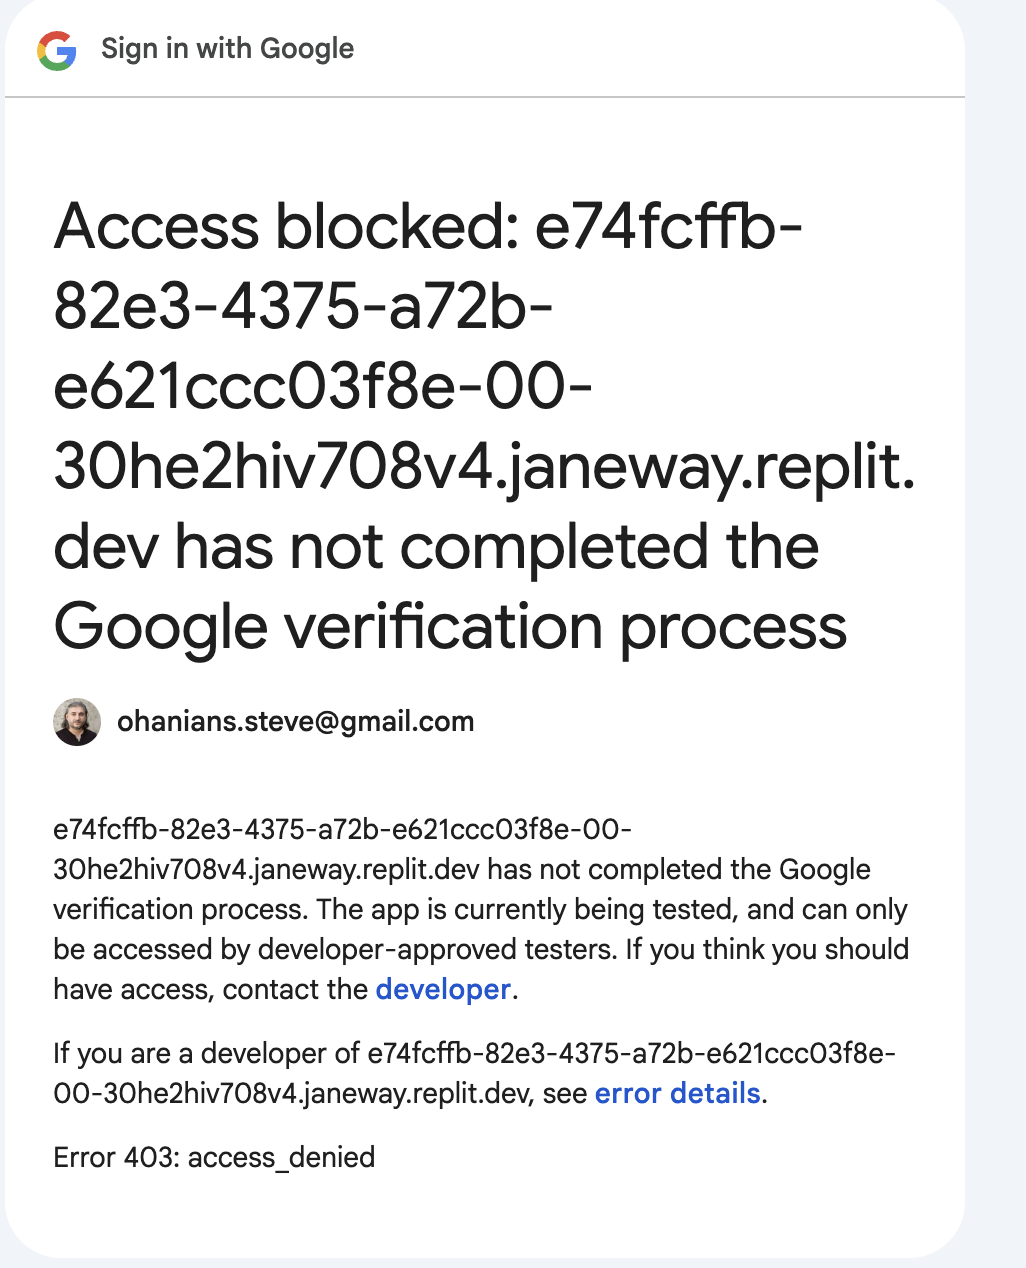 Sign in with Google
Access blocked: e74fcffb-
82e3-4375-a72b-
e621ccc03f8e-00-
30he2hiv708v4.janeway.replit.
dev has not completed the
Google verification process
ohanians.steve@gmail.com
e74fcffb-82e3-4375-a72b-e621ccc03f8e-00-
30he2hiv708v4.janeway.replit.dev has not completed the Google
verification process. The app is currently being tested, and can only
be accessed by developer-approved testers. If you think you should
have access, contact the developer.
If you are a developer of e74fcffb-82e3-4375-a72b-e621ccc03f8e-
00-30he2hiv708v4.janeway.replit.dev, see error details.
Error 403: access_denied